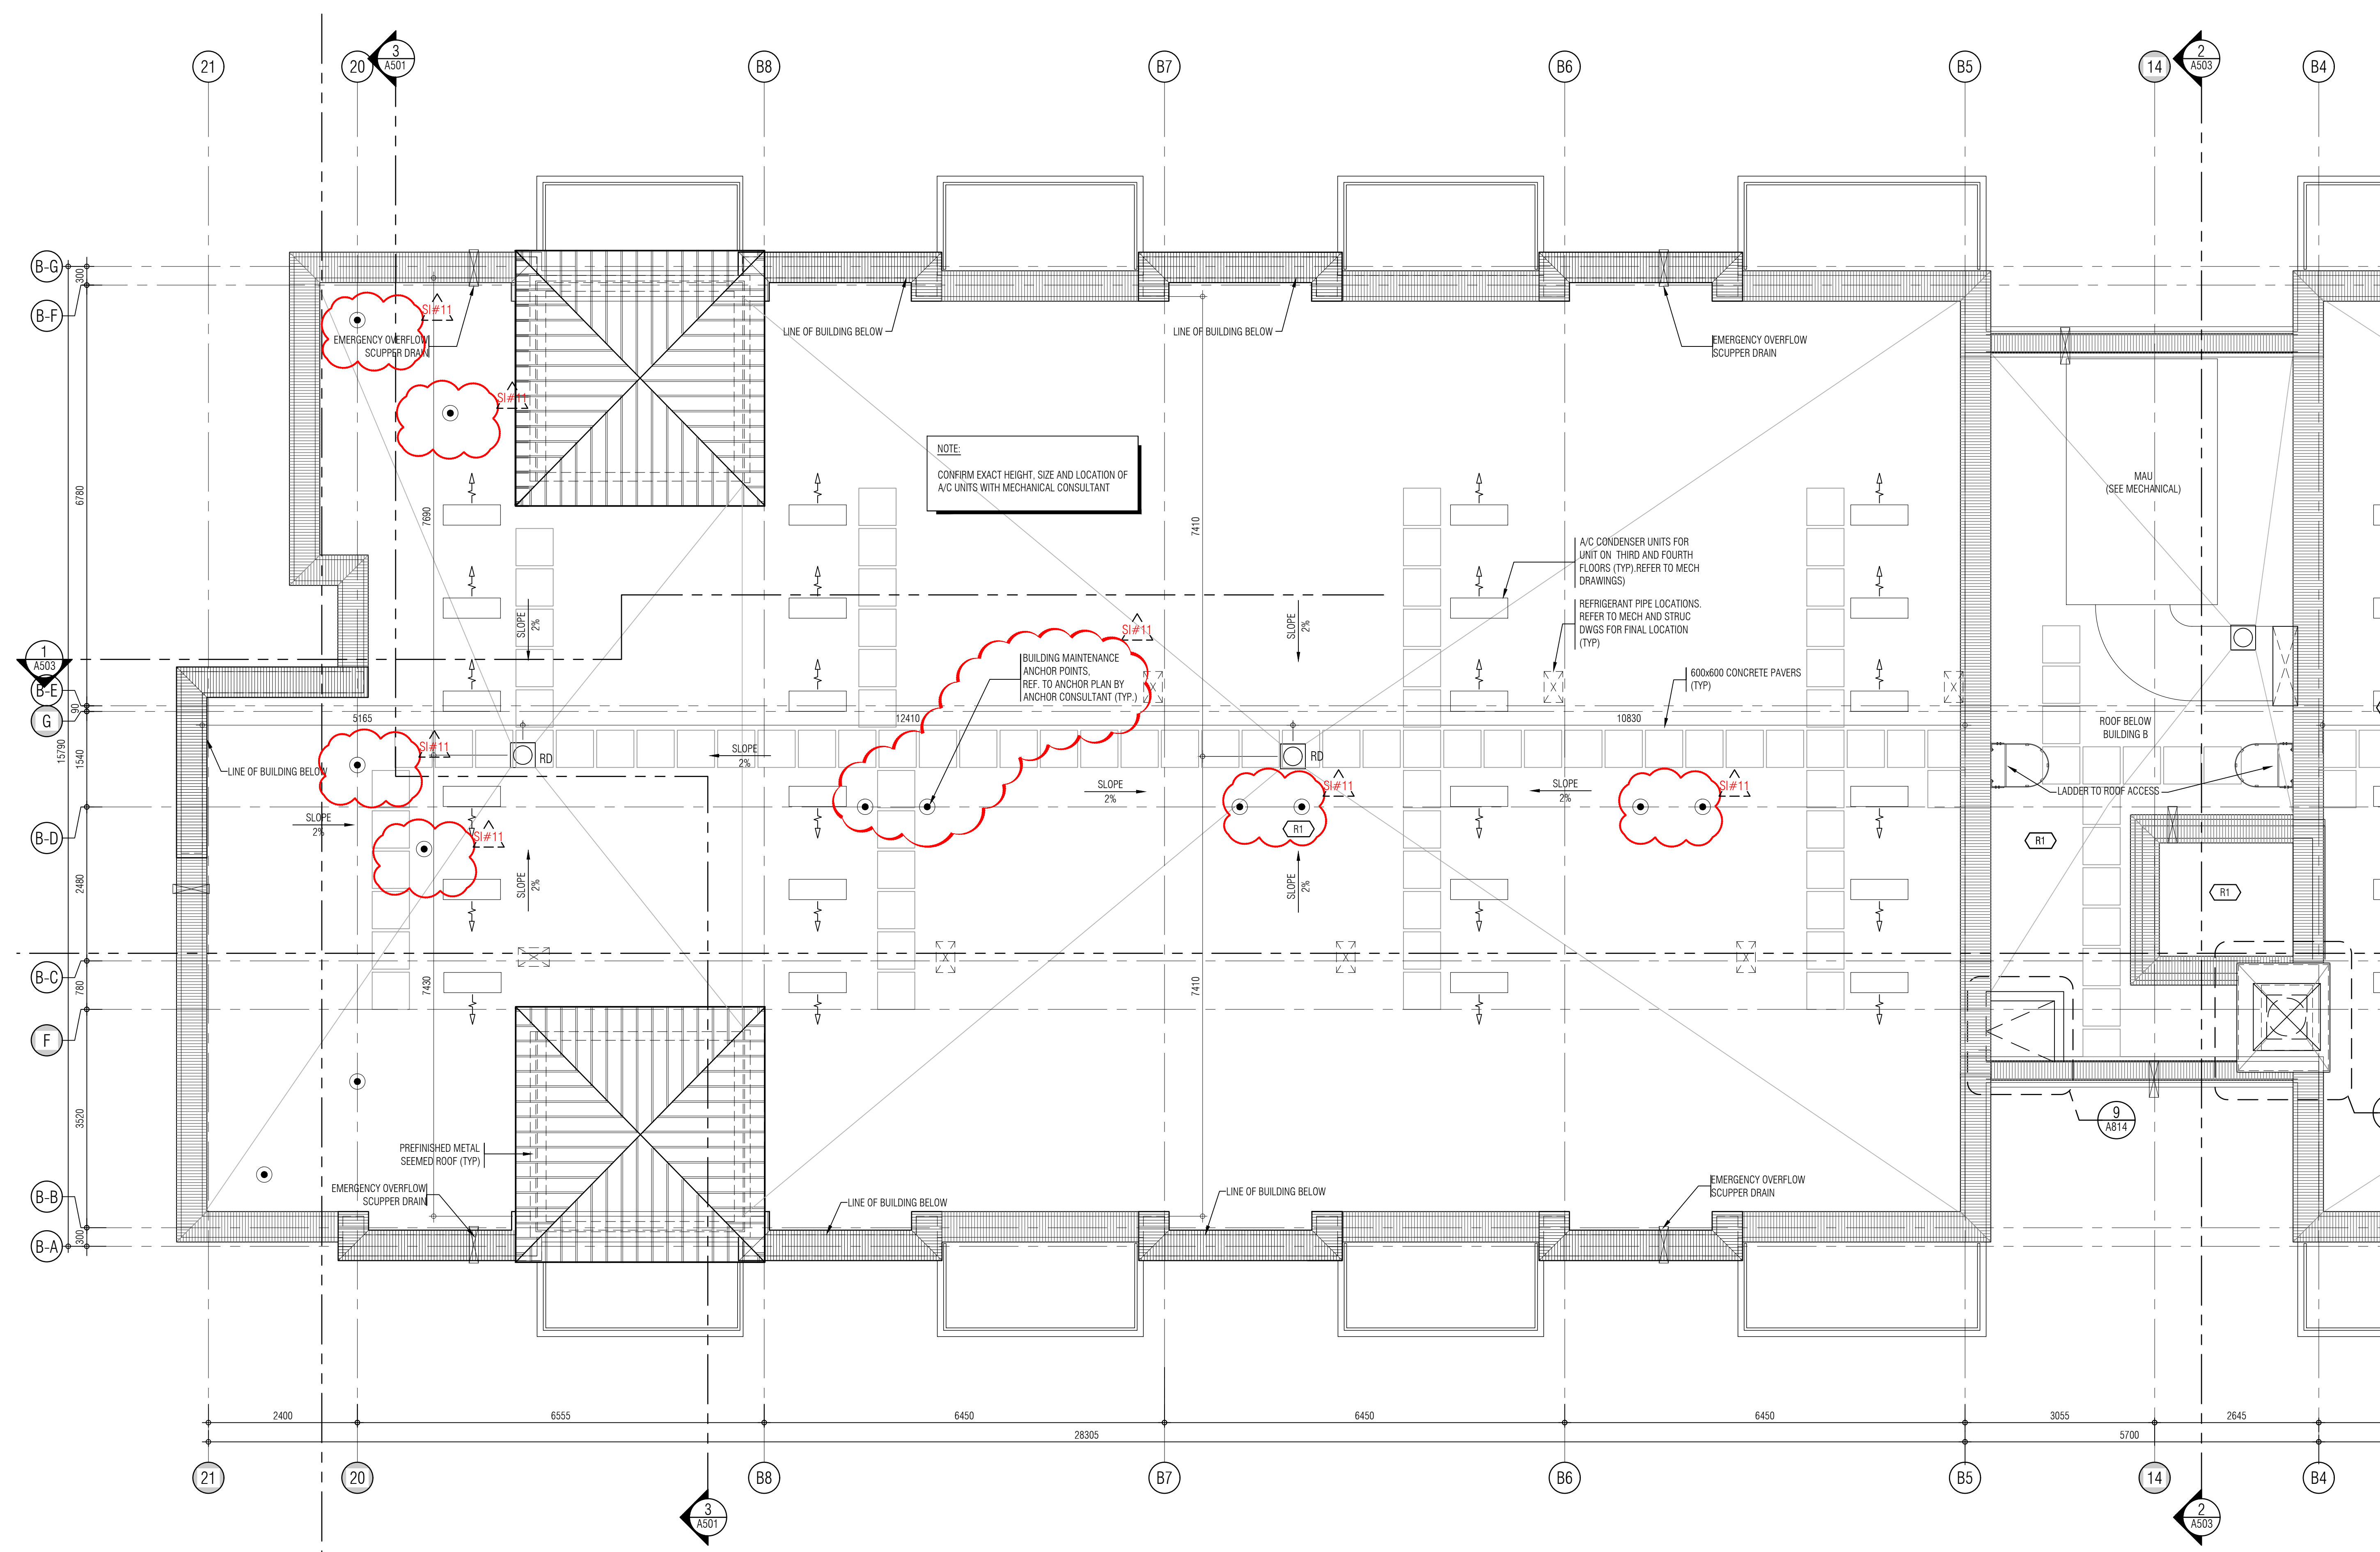 21
20
3
A501
B8
B7
B6
B5
14
2
A503
B4
B-G
300
B-F
SI#11
EMERGENCY OVERFLOW
SCUPPER DRAIN
LINE OF BUILDING BELOW
LINE OF BUILDING BELOW
EMERGENCY OVERFLOW
SCUPPER DRAIN
SI#11
NOTE:
CONFIRM EXACT HEIGHT, SIZE AND LOCATION OF
A/C UNITS WITH MECHANICAL CONSULTANT
MAU
(SEE MECHANICAL)
6780
7690
7410
A/C CONDENSER UNITS FOR
UNIT ON THIRD AND FOURTH
FLOORS (TYP).REFER TO MECH
DRAWINGS)
REFRIGERANT PIPE LOCATIONS.
REFER TO MECH AND STRUC
DWGS FOR FINAL LOCATION
(TYP)
SLOPE
2%
SLOPE
2%
SI#11
1
A503
BUILDING MAINTENANCE
ANCHOR POINTS,
REF. TO ANCHOR PLAN BY
ANCHOR CONSULTANT (TYP.)
600x600 CONCRETE PAVERS
(TYP)
B-E
90
G
5165
12410
10830
ROOF BELOW
BUILDING B
15790
1540
SI#11
RD
SLOPE
2%
RD
LINE OF BUILDING BELOW
SLOPE
2%
SI#11
SLOPE
2%
SI#11
LADDER TO ROOF ACCESS
SLOPE
2%
B-D
SI#11
R1
R1
2480
SLOPE
2%
SLOPE
2%
R1
B-C
780
7430
7410
F
3520
9
A814
PREFINISHED METAL
SEEMED ROOF (TYP)
EMERGENCY OVERFLOW
SCUPPER DRAIN
LINE OF BUILDING BELOW
LINE OF BUILDING BELOW
EMERGENCY OVERFLOW
SCUPPER DRAIN
B-B
300
B-A
2400
6555
6450
6450
6450
3055
2645
28305
5700
21
20
B8
B7
B6
B5
14
B4
3
A501
2
A503